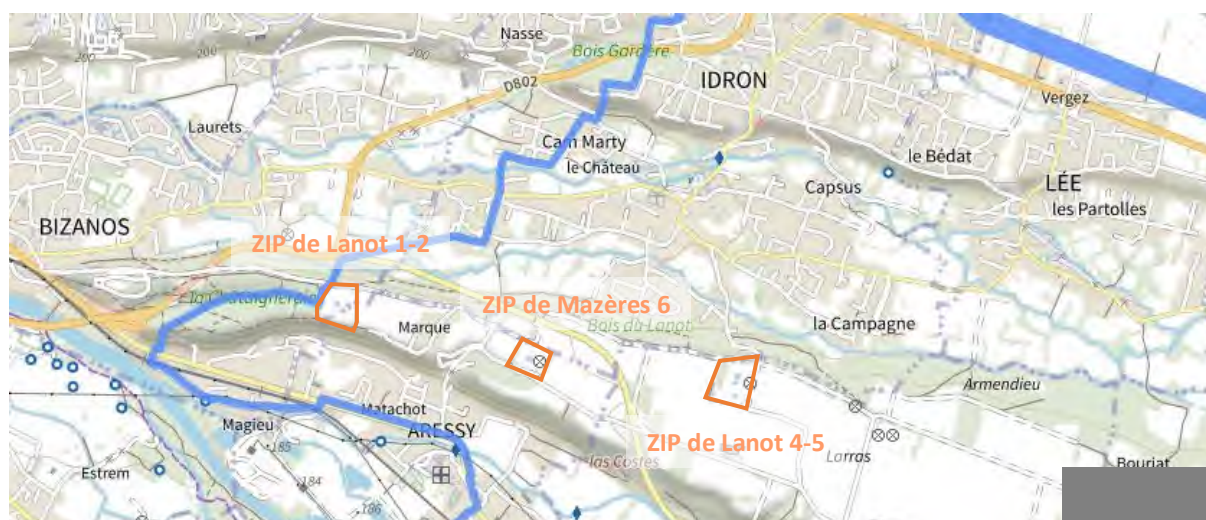 Nasse
200
200
Bois Gardère
IDRON
D802
Vergez
Laurets
Cam Marty
le Château
le Bédat
Capsus
LÉE
les Partolles
BIZANOS
ZIP de Lanot 1-2
la Châtaigneraie
ZIP de Mazères 6
Marque
Bois du Lanot
la Campagne
Armendieu
Matachot
Magieu
ARESSY
ZIP de Lanot 4-5
185
las Costes
Larras
Bouriat
Estrem
184
186